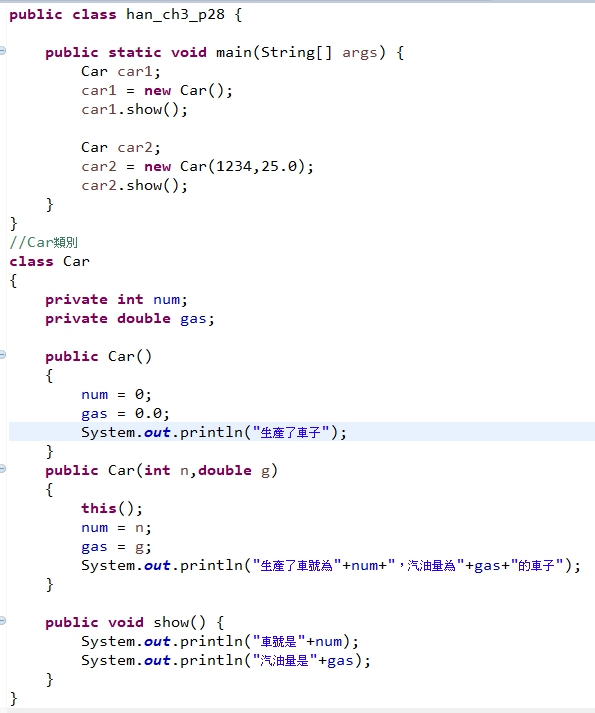 public class han_ch3_p28 {
    public static void main(String[] args) {
        Car car1;
        car1 = new Car();
        car1.show();
        Car car2;
        car2 = new Car(1234,25.0);
        car2.show();
    }
}
//Car類別
class Car
{
    private int num;
    private double gas;
    public Car()
    {
        num = 0;
        gas = 0.0;
        System.out.println("生產了車子");
    }
    public Car(int n,double g)
    {
        this();
        num = n;
        gas = g;
        System.out.println("生產了車號為"+num+"，汽油量為"+gas+"的車子");
    }
    public void show() {
        System.out.println("車號是"+num);
        System.out.println("汽油量是"+gas);
    }
}